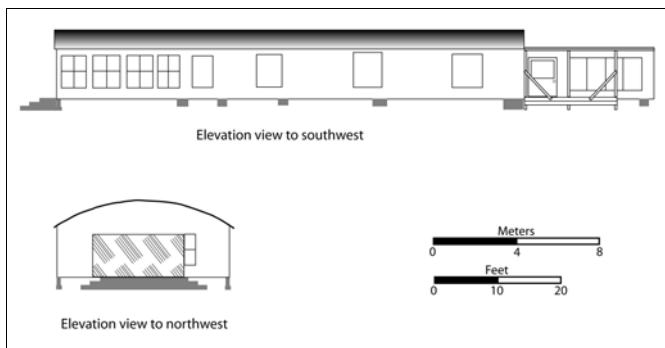 Elevation view to southwest
Meters
0 4 8
Feet
0 10 20
Elevation view to northwest